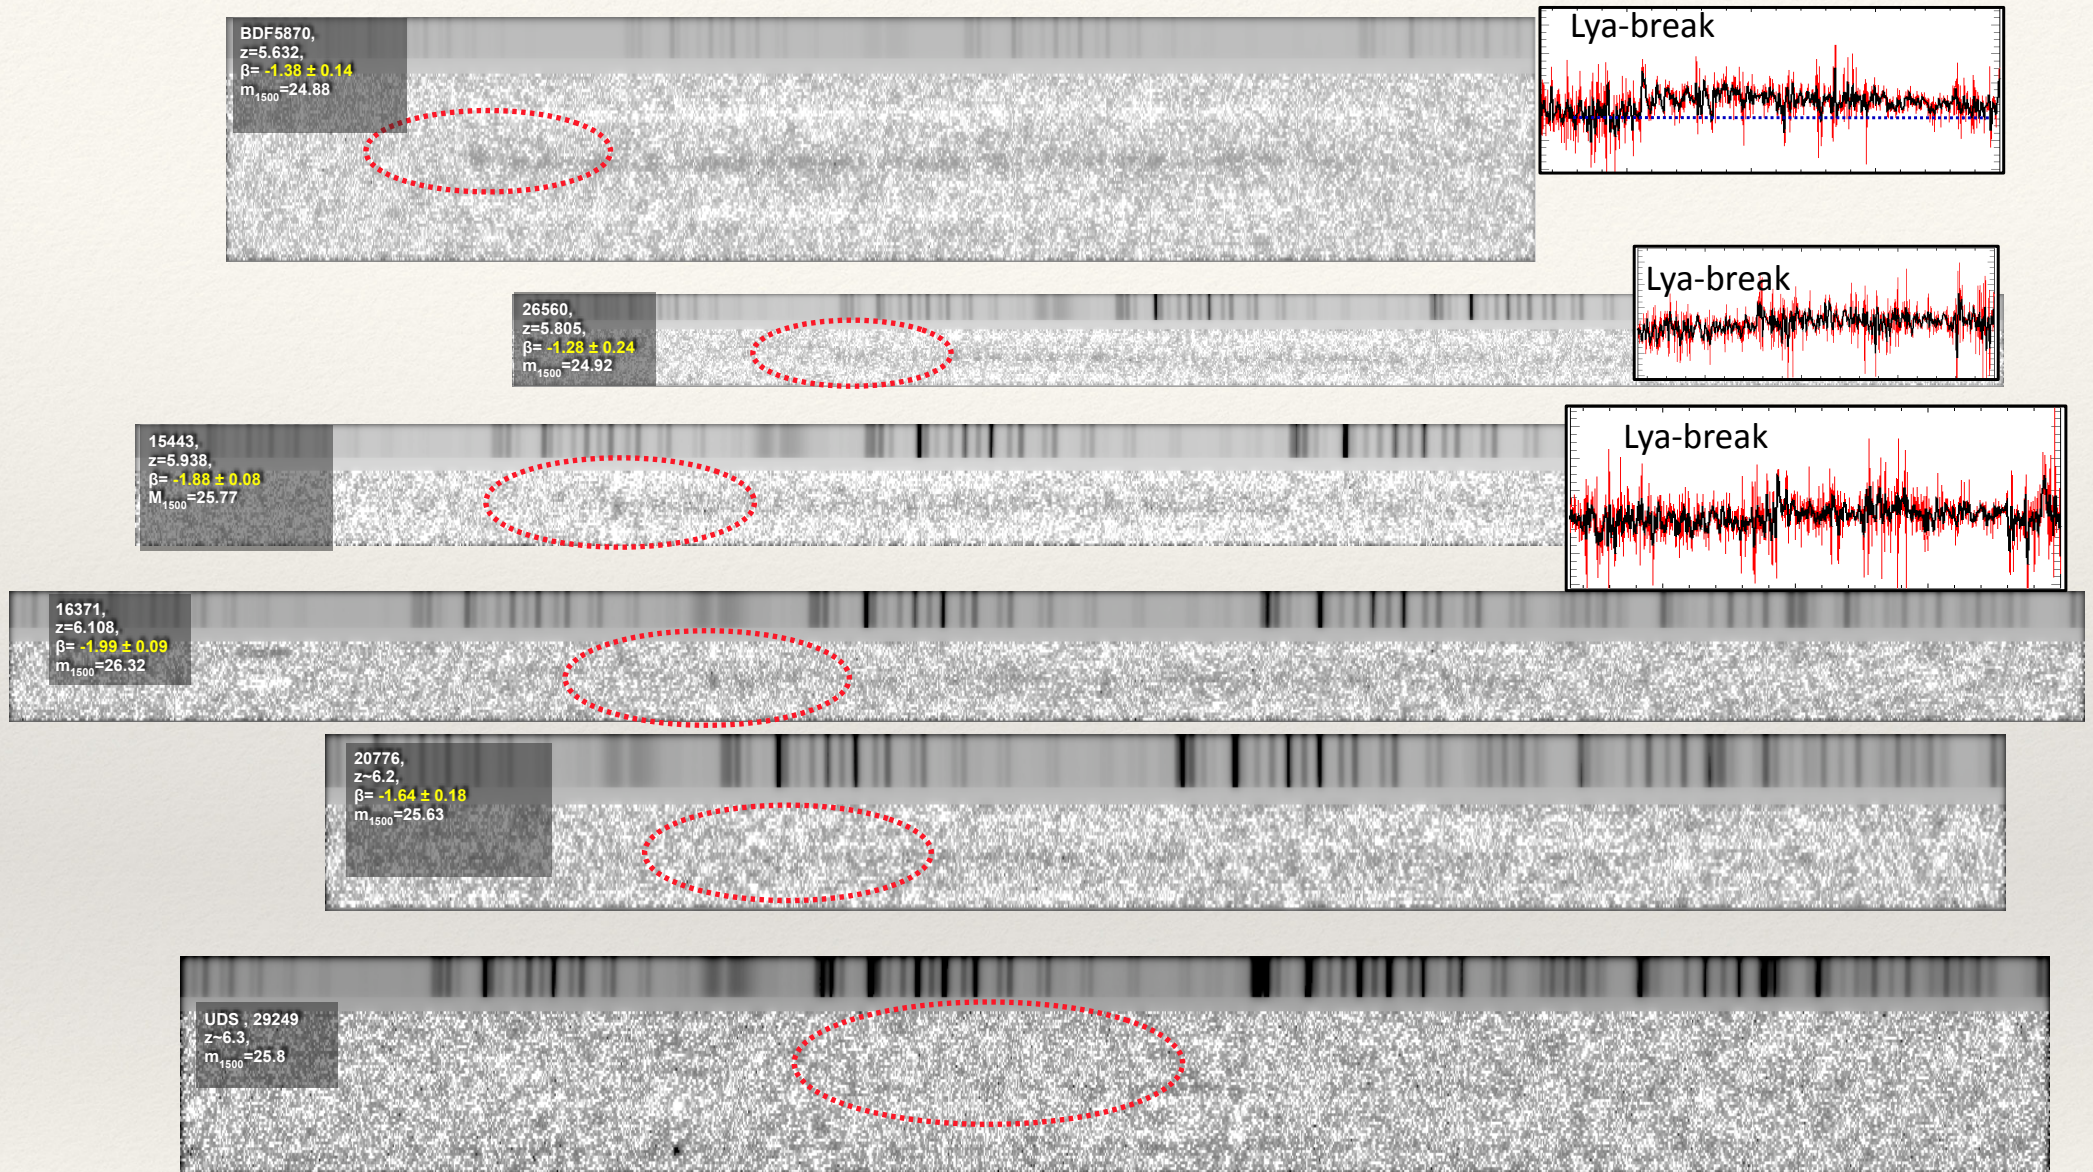 BDF5870,
z=5.632,
β= -1.38 ± 0.14
m1500=24.88
Lya-break
26560,
z=5.805,
β= -1.28 ± 0.24
m1500=24.92
Lya-break
15443,
z=5.938,
β= -1.88 ± 0.08
M1500=25.77
Lya-break
16371,
z=6.108,
β= -1.99 ± 0.09
m1500=26.32
20776,
z~6.2,
β= -1.64 ± 0.18
m1500=25.63
UDS_29249
z~6.3,
m1500=25.8